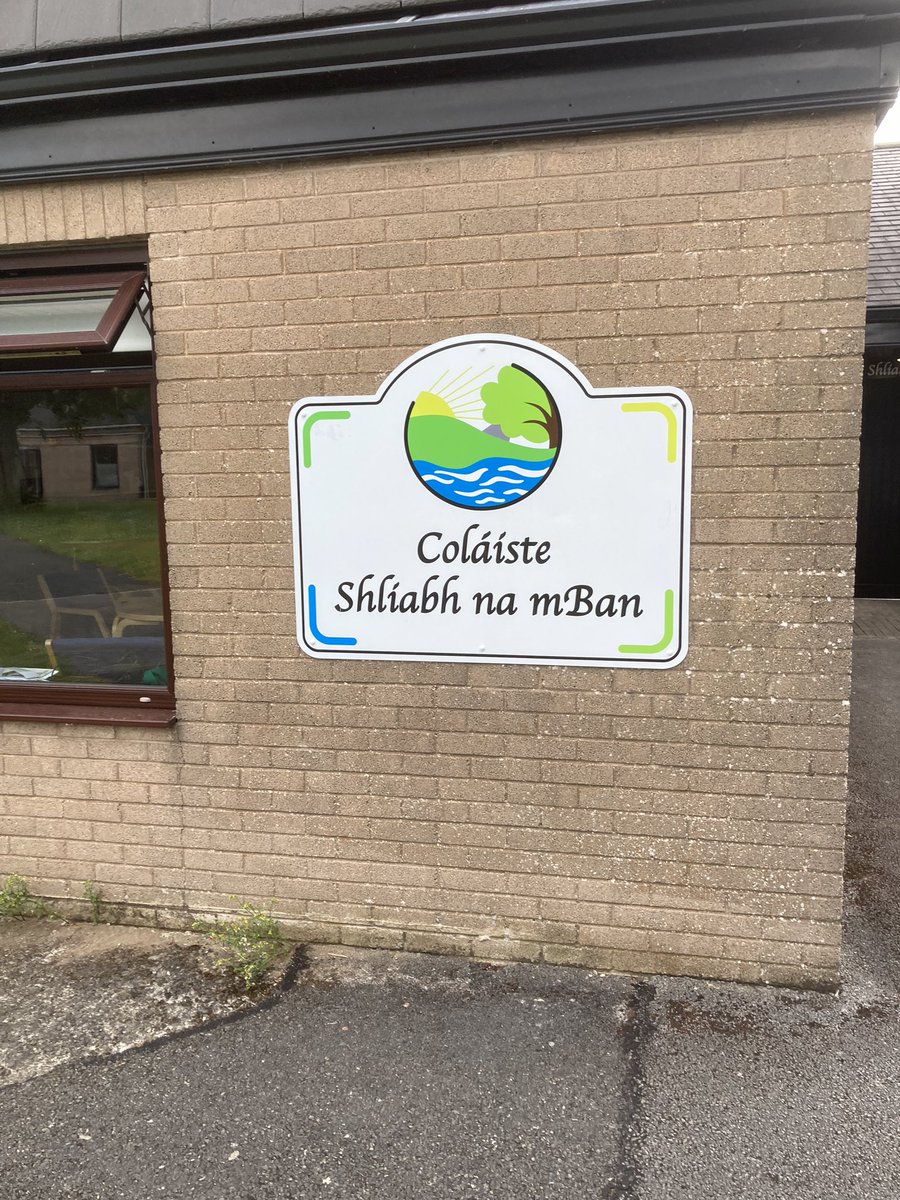 Coláiste
Shliabh na mBan